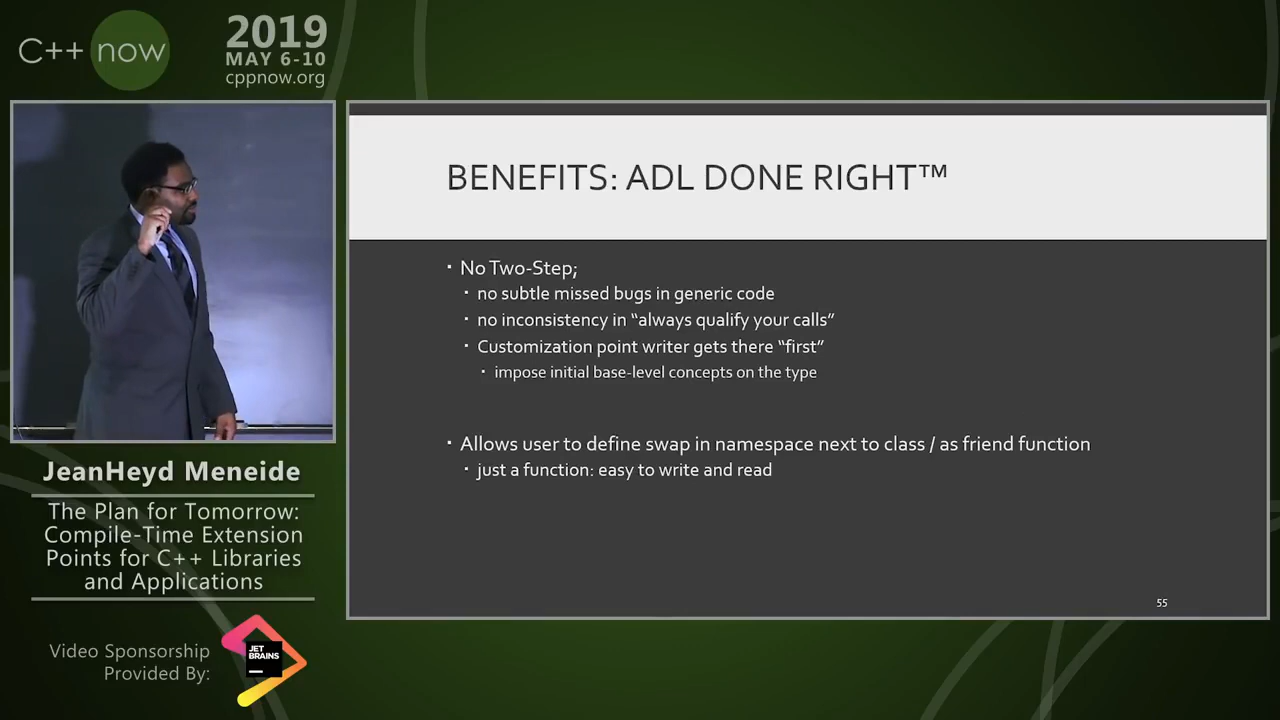 C++ now
2019
MAY 6-10
cppnow.org
BENEFITS: ADL DONE RIGHT™
▪ No Two-Step;
▪ no subtle missed bugs in generic code
▪ no inconsistency in “always qualify your calls”
▪ Customization point writer gets there “first”
▪ impose initial base-level concepts on the type
▪ Allows user to define swap in namespace next to class / as friend function
▪ just a function: easy to write and read
55
JeanHeyd Meneide
The Plan for Tomorrow:
Compile-Time Extension
Points for C++ Libraries
and Applications
Video Sponsorship
Provided By:
JET
BRAINS